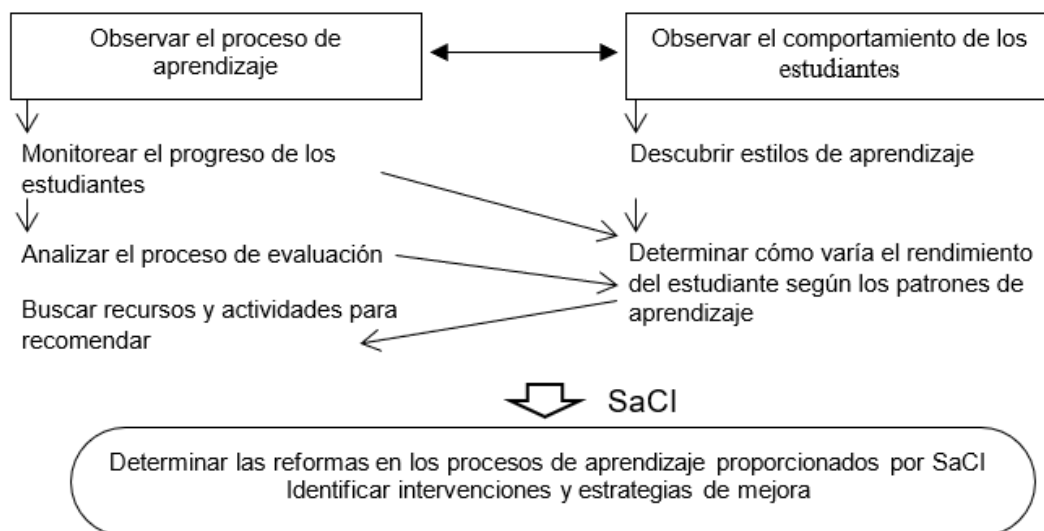 Observar el proceso de
aprendizaje
Observar el comportamiento de los
estudiantes
Monitorear el progreso de los
estudiantes
Descubrir estilos de aprendizaje
Analizar el proceso de evaluación
Determinar cómo varía el rendimiento
del estudiante según los patrones de
aprendizaje
Buscar recursos y actividades para
recomendar
SaCI
Determinar las reformas en los procesos de aprendizaje proporcionados por SaCI
Identificar intervenciones y estrategias de mejora